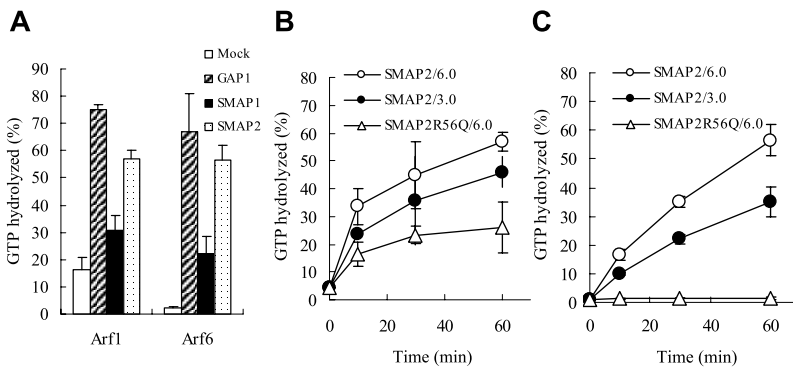 A
Mock
GAP1
SMAP1
SMAP2
GTP hydrolyzed (%)
90
80
70
60
50
40
30
20
10
0
Arf1
Arf6
B
SMAP2/6.0
SMAP2/3.0
SMAP2R56Q/6.0
GTP hydrolyzed (%)
80
70
60
50
40
30
20
10
0
0
20
40
60
Time (min)
C
SMAP2/6.0
SMAP2/3.0
SMAP2R56Q/6.0
GTP hydrolyzed (%)
80
70
60
50
40
30
20
10
0
0
20
40
60
Time (min)